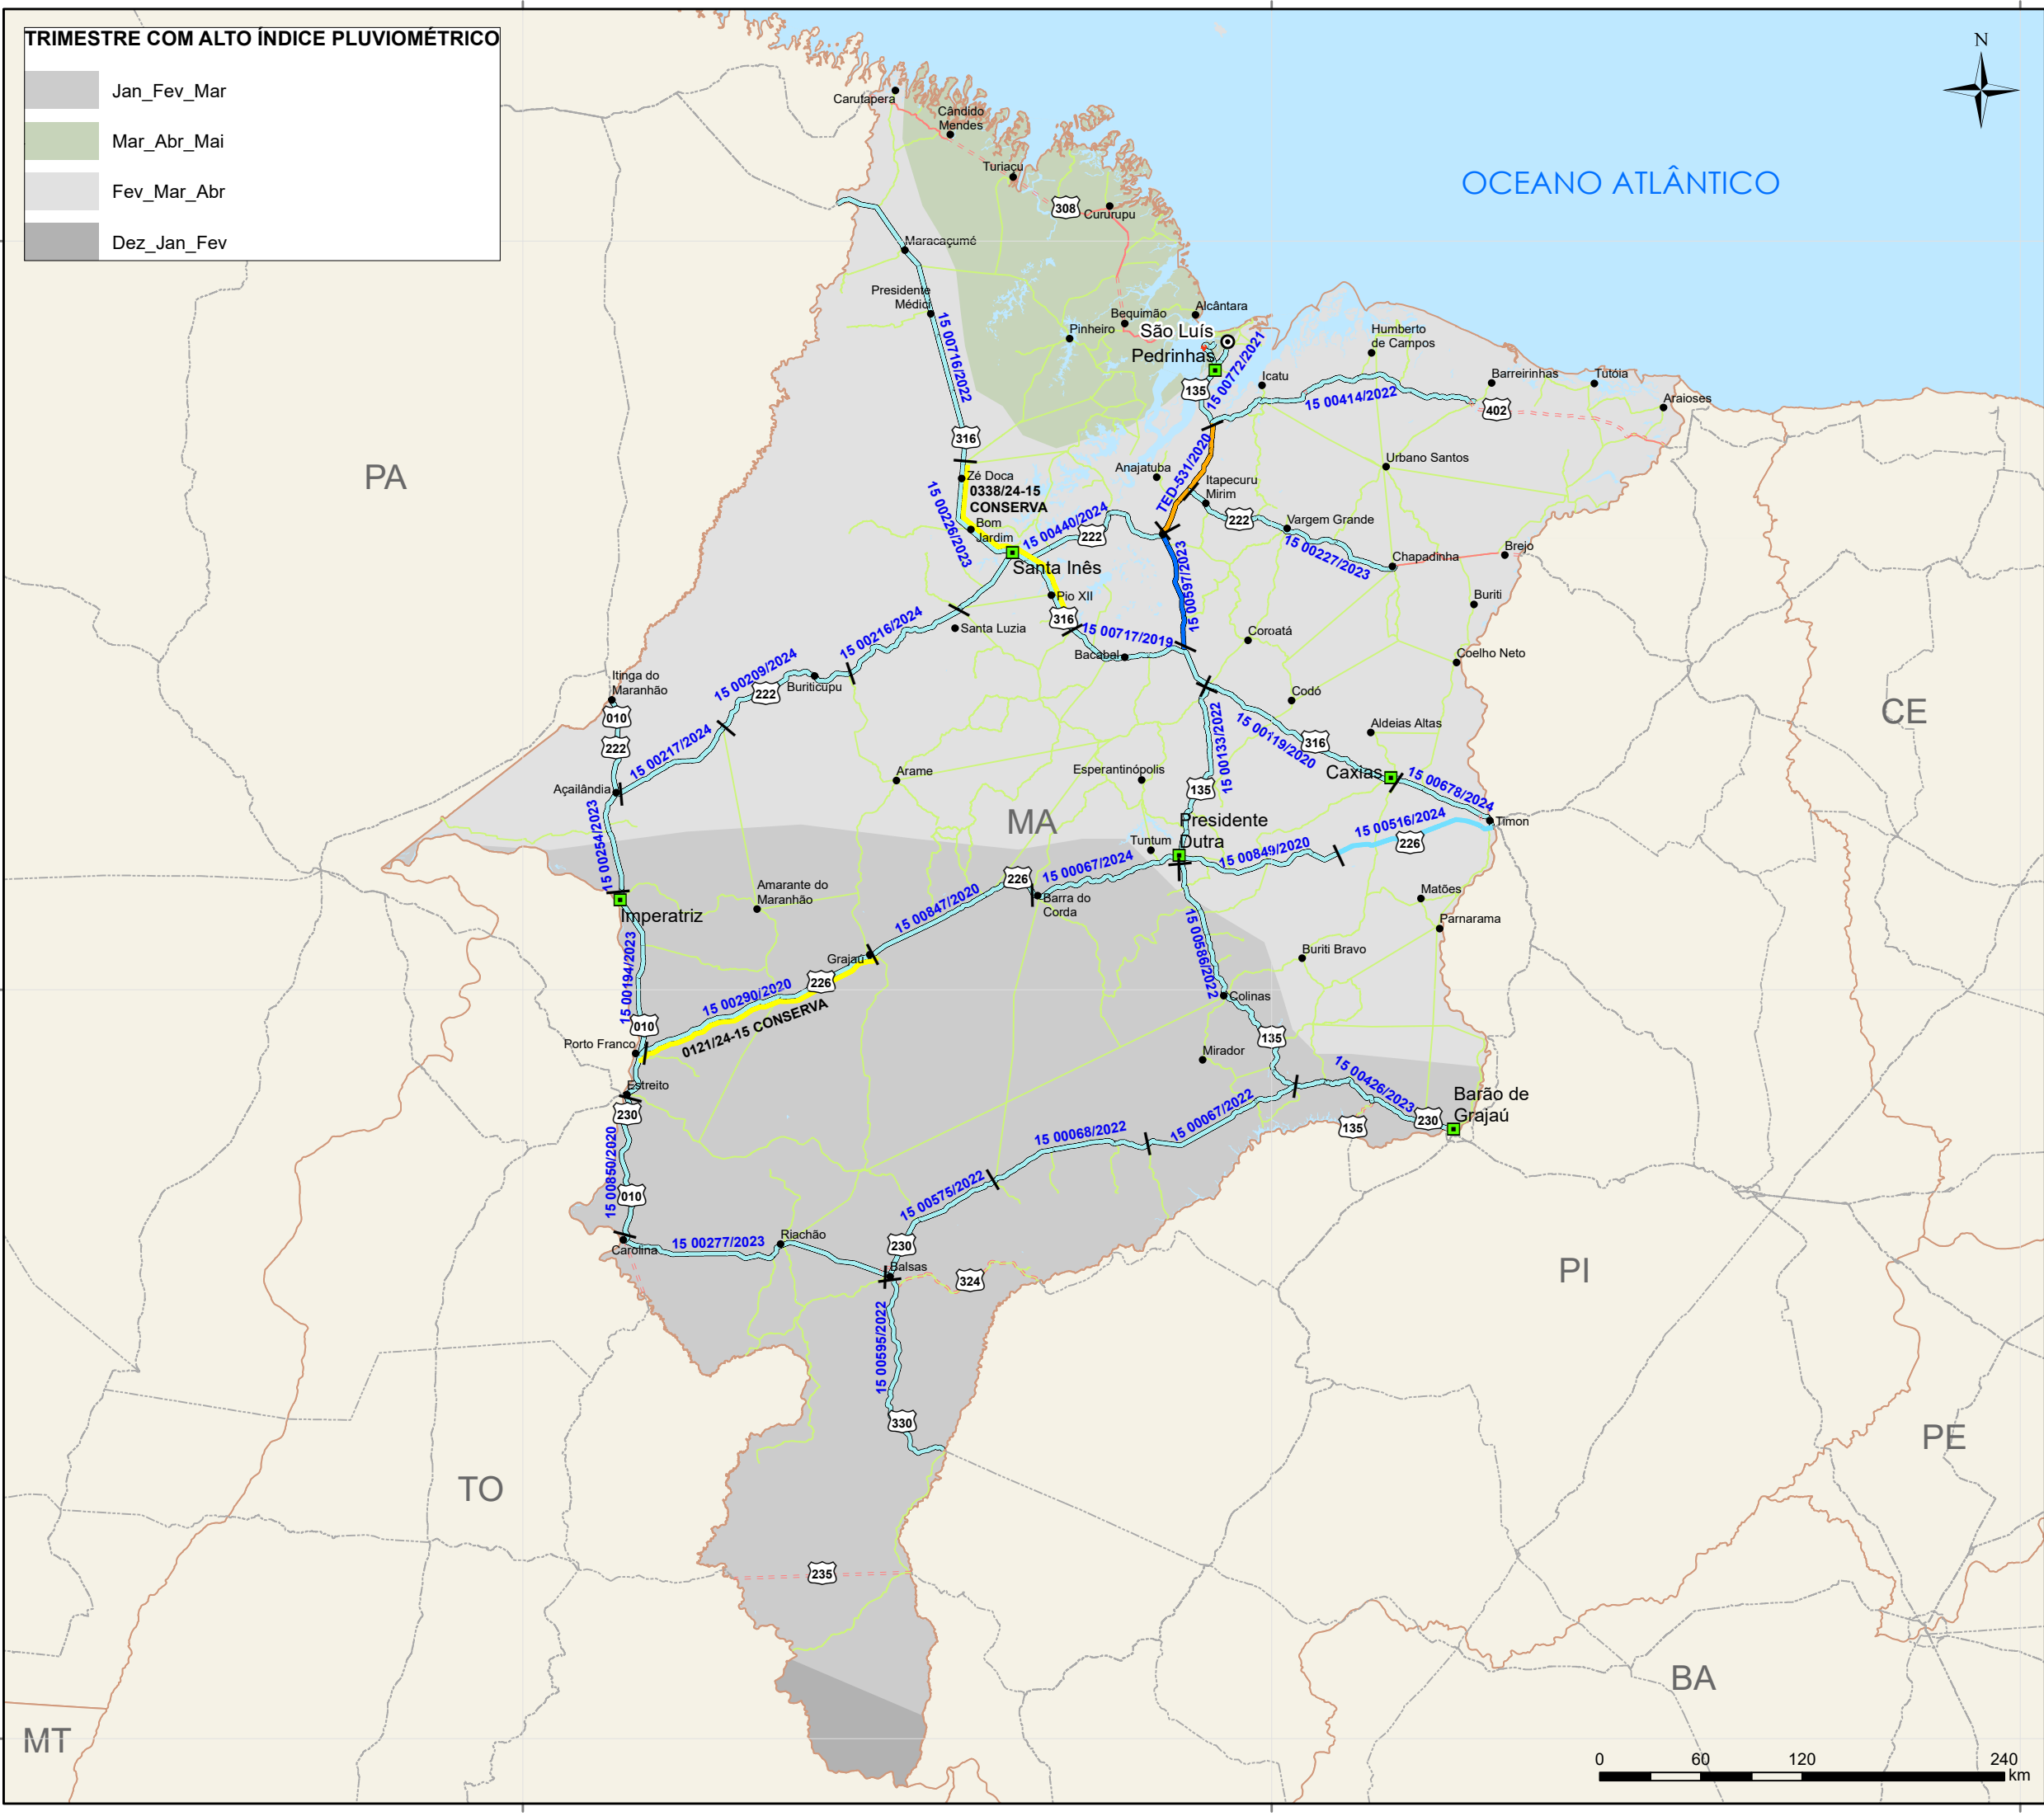 TRIMESTRE COM ALTO ÍNDICE PLUVIOMÉTRICO
Jan_Fev_Mar
Mar_Abr_Mai
Fev_Mar_Abr
Dez_Jan_Fev
N
OCEANO ATLÂNTICO
Carutapera
Cândido
Mendes
Turiaçu
308
Cururupu
Maracaçumé
Presidente
Médici
15 00716/2022
Alcântara
Bequimão
São Luís
Pinheiro
Pedrinhas
15 00772/2021
135
Humberto
de Campos
Icatu
15 00414/2022
Barreirinhas
Tutóia
402
Araioses
316
Zé Doca
0338/24-15
CONSERVA
15 00226/2023
Bom
Jardim
15 00440/2024
222
Santa Inês
Anajatuba
TED-531/2020
Itapecuru
Mirim
222
Vargem Grande
15 00227/2023
Urbano Santos
Chapadinha
Brejo
Buriti
PA
Pio XII
316
15 00717/2019
15 00597/2023
Bacabal
Coroatá
Coelho Neto
Santa Luzia
15 00216/2024
15 00209/2024
222
Buriticupu
Itinga do
Maranhão
010
222
15 00217/2024
Açailândia
15 00254/2023
Codó
Aldeias Altas
15 00119/2020
316
15 00133/2022
135
Caxias
15 00678/2024
Timon
CE
Arame
Esperantinópolis
MA
Presidente
Dutra
Tuntum
15 00849/2020
15 00516/2024
226
15 00067/2024
226
Barra do
Corda
Matões
Parnarama
Imperatriz
Amarante do
Maranhão
15 00847/2020
Grajaú
226
15 00290/2020
0121/24-15 CONSERVA
15 00194/2023
010
Porto Franco
Estreito
230
15 00586/2022
Buriti Bravo
Colinas
135
Mirador
15 00426/2023
Barão de
Grajaú
230
135
15 00067/2022
15 00068/2022
15 00575/2022
15 00850/2020
010
Carolina
15 00277/2023
Riachão
230
Balsas
324
15 00595/2022
330
PI
PE
TO
235
BA
MT
0
60
120
240
km